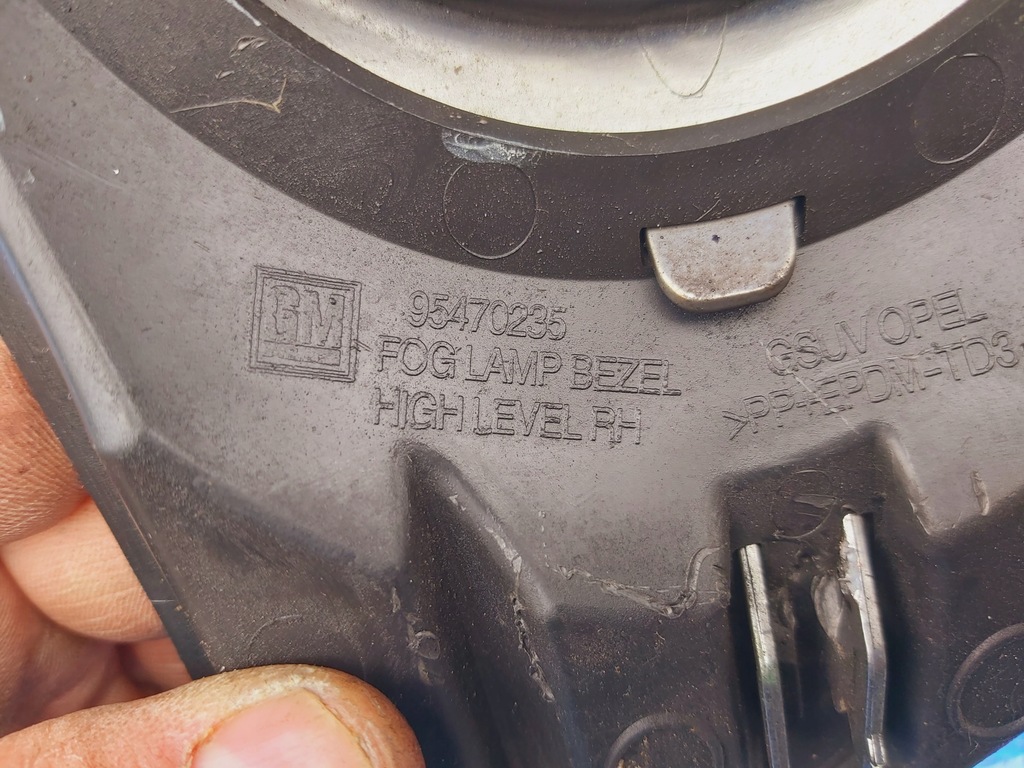 GM
95470235
FOG LAMP BEZEL
HIGH LEVEL RH
GSUV OPEL
>PP+EPDM-TD3